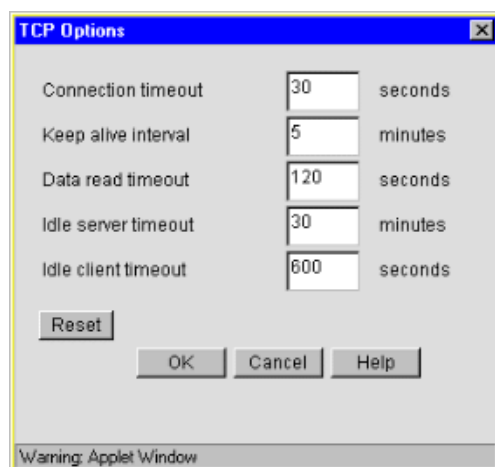 TCP Options
Connection timeout 30 seconds
Keep alive interval 5 minutes
Data read timeout 120 seconds
Idle server timeout 30 minutes
Idle client timeout 600 seconds
Reset
OK Cancel Help
Warning: Applet Window